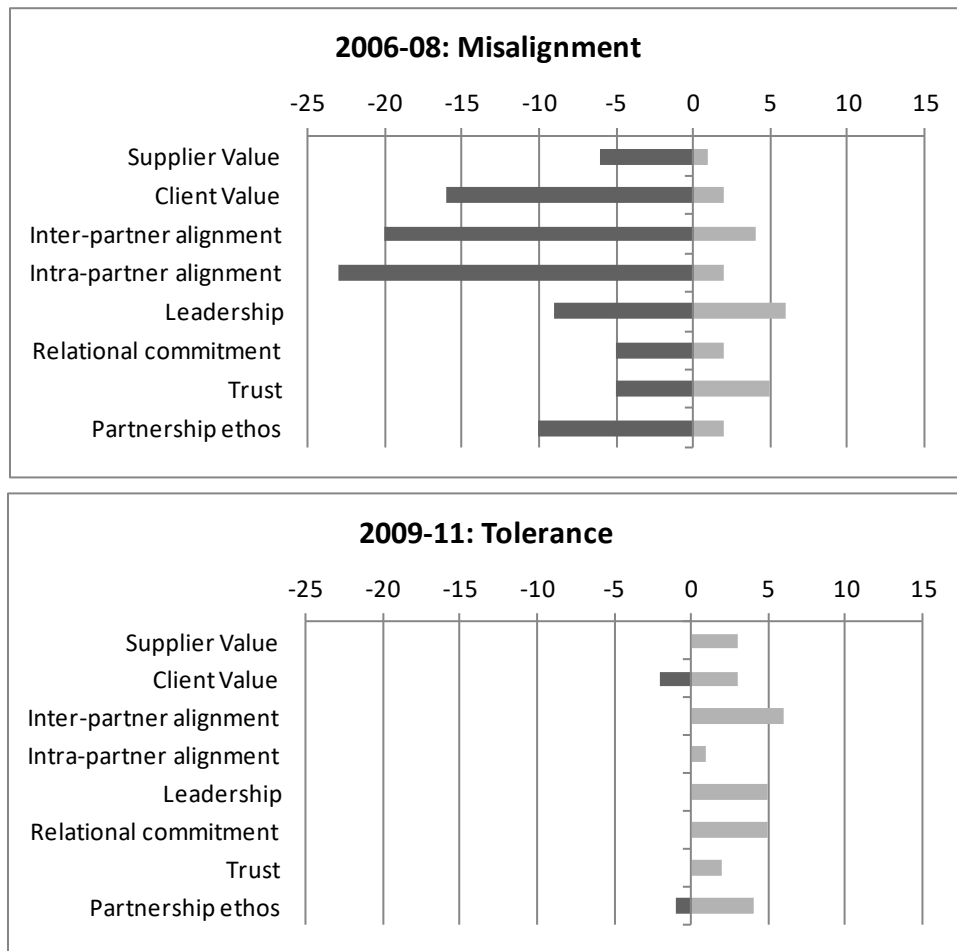 2006-08: Misalignment
-25 -20 -15 -10 -5 0 5 10 15
Supplier Value
Client Value
Inter-partner alignment
Intra-partner alignment
Leadership
Relational commitment
Trust
Partnership ethos
2009-11: Tolerance
-25 -20 -15 -10 -5 0 5 10 15
Supplier Value
Client Value
Inter-partner alignment
Intra-partner alignment
Leadership
Relational commitment
Trust
Partnership ethos